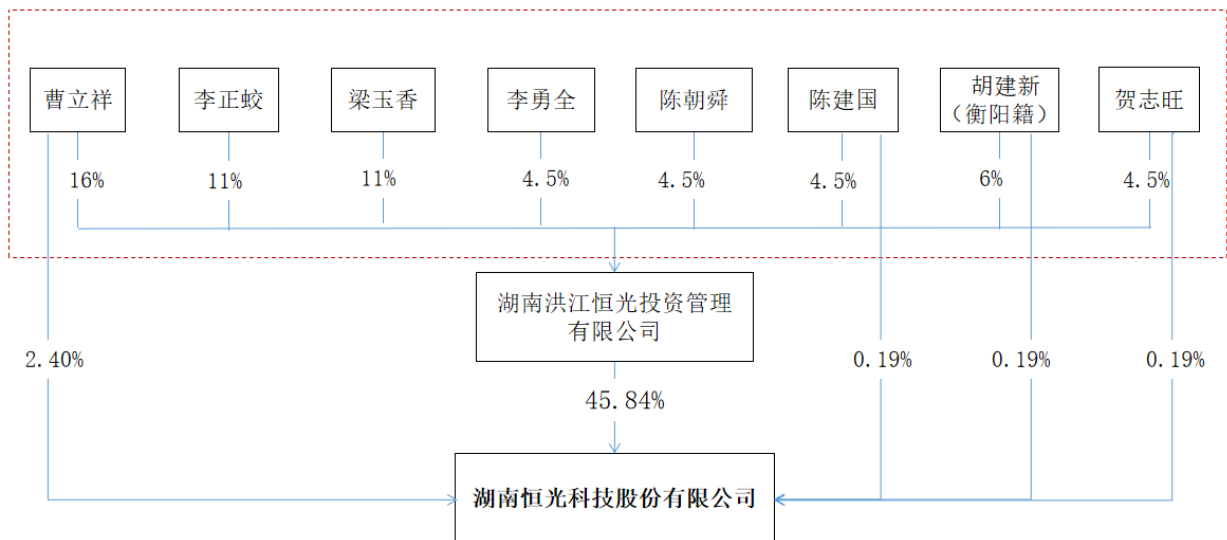 曹立祥
李正蛟
梁玉香
李勇全
陈朝舜
陈建国
胡建新
（衡阳籍）
贺志旺
16%
11%
11%
4.5%
4.5%
4.5%
6%
4.5%
湖南洪江恒光投资管理
有限公司
2.40%
0.19%
0.19%
0.19%
45.84%
湖南恒光科技股份有限公司